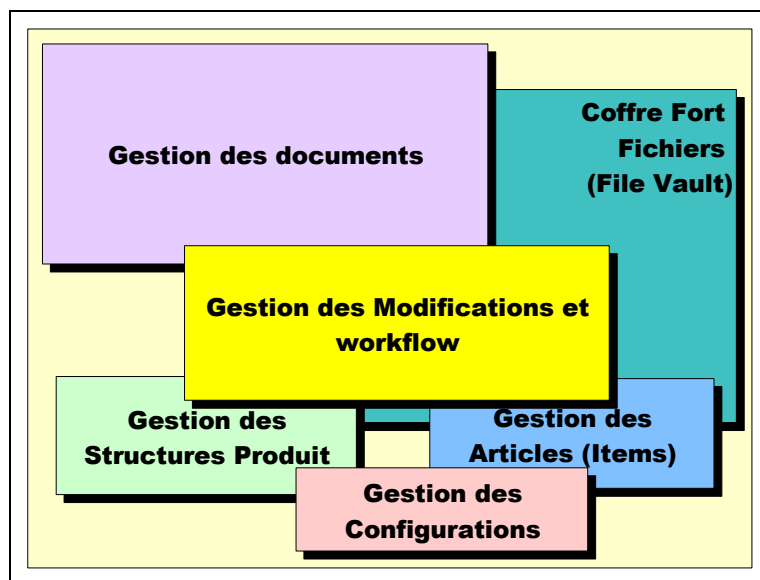 Gestion des documents
Coffre Fort
Fichiers
(File Vault)
Gestion des Modifications et
workflow
Gestion des
Structures Produit
Gestion des
Articles (Items)
Gestion des
Configurations